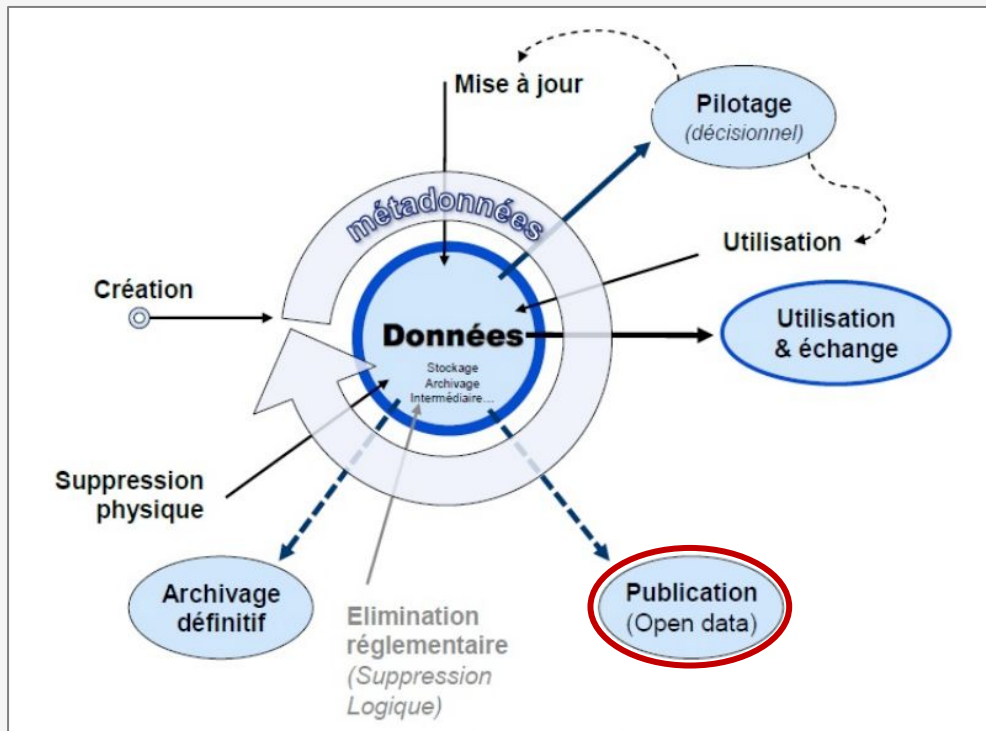 Mise à jour
Pilotage
(décisionnel)
métadonnées
Utilisation
Création
Données
Stockage
Archivage
Intermédiaire...
Utilisation
& échange
Suppression
physique
Archivage
définitif
Elimination
réglementaire
(Suppression
Logique)
Publication
(Open data)